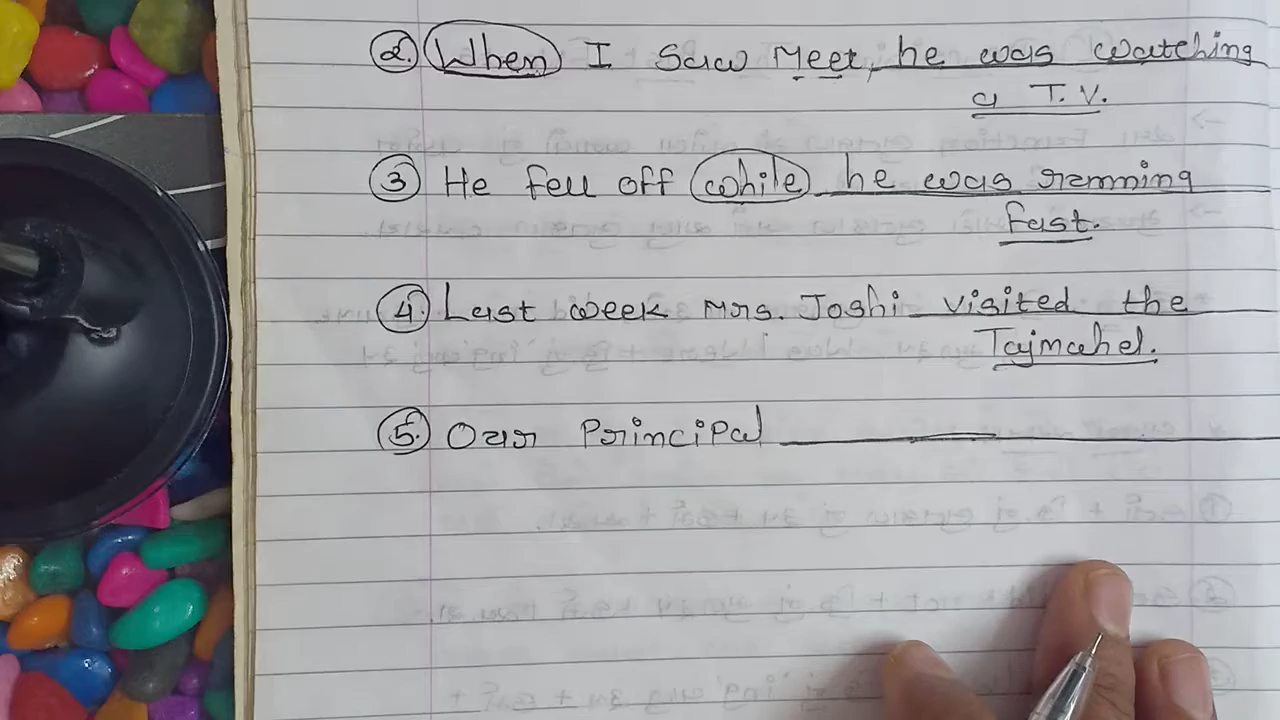 २. When I Saw Meet, he was watching
a T.V.
3 He fell off while he was running
fast.
4. Last week Mrs. Joshi visited the
Tajmahel.
5. Our Principal